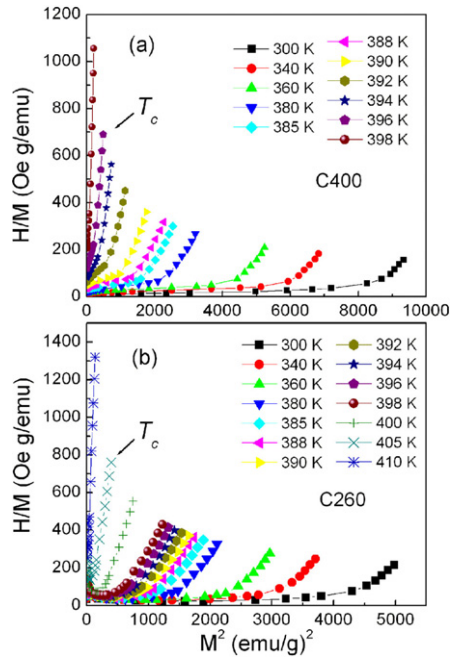 (a)
T_c
C400
H/M (Oe g/emu)
1200
1000
800
600
400
200
0
300 K
340 K
360 K
380 K
385 K
388 K
390 K
392 K
394 K
396 K
398 K
0 2000 4000 6000 8000 10000
(b)
T_c
C260
H/M (Oe g/emu)
1400
1200
1000
800
600
400
200
0
300 K
340 K
360 K
380 K
385 K
388 K
390 K
392 K
394 K
396 K
398 K
400 K
405 K
410 K
0 1000 2000 3000 4000 5000
M² (emu/g)²